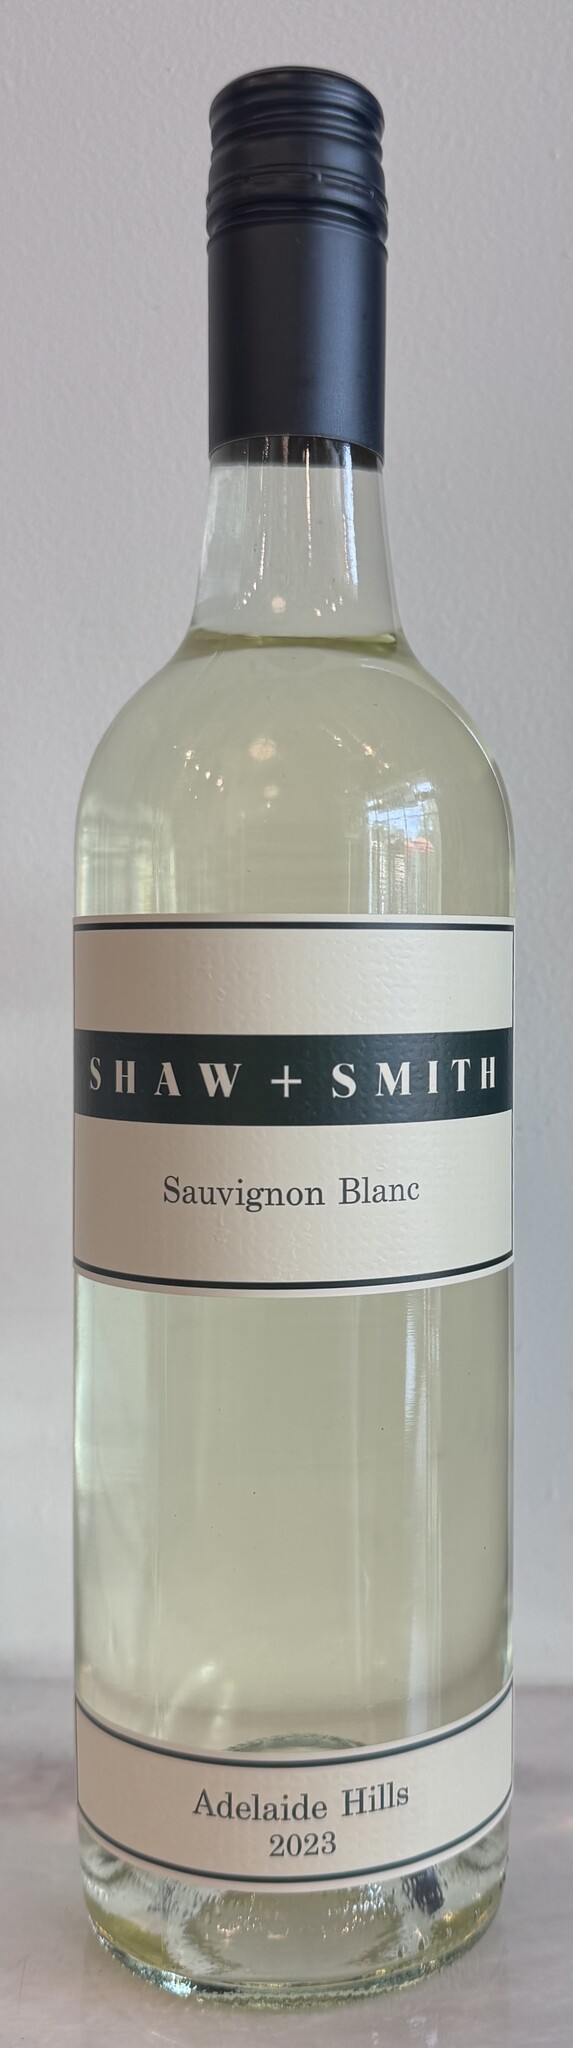 SHAW + SMITH
Sauvignon Blanc
Adelaide Hills
2023